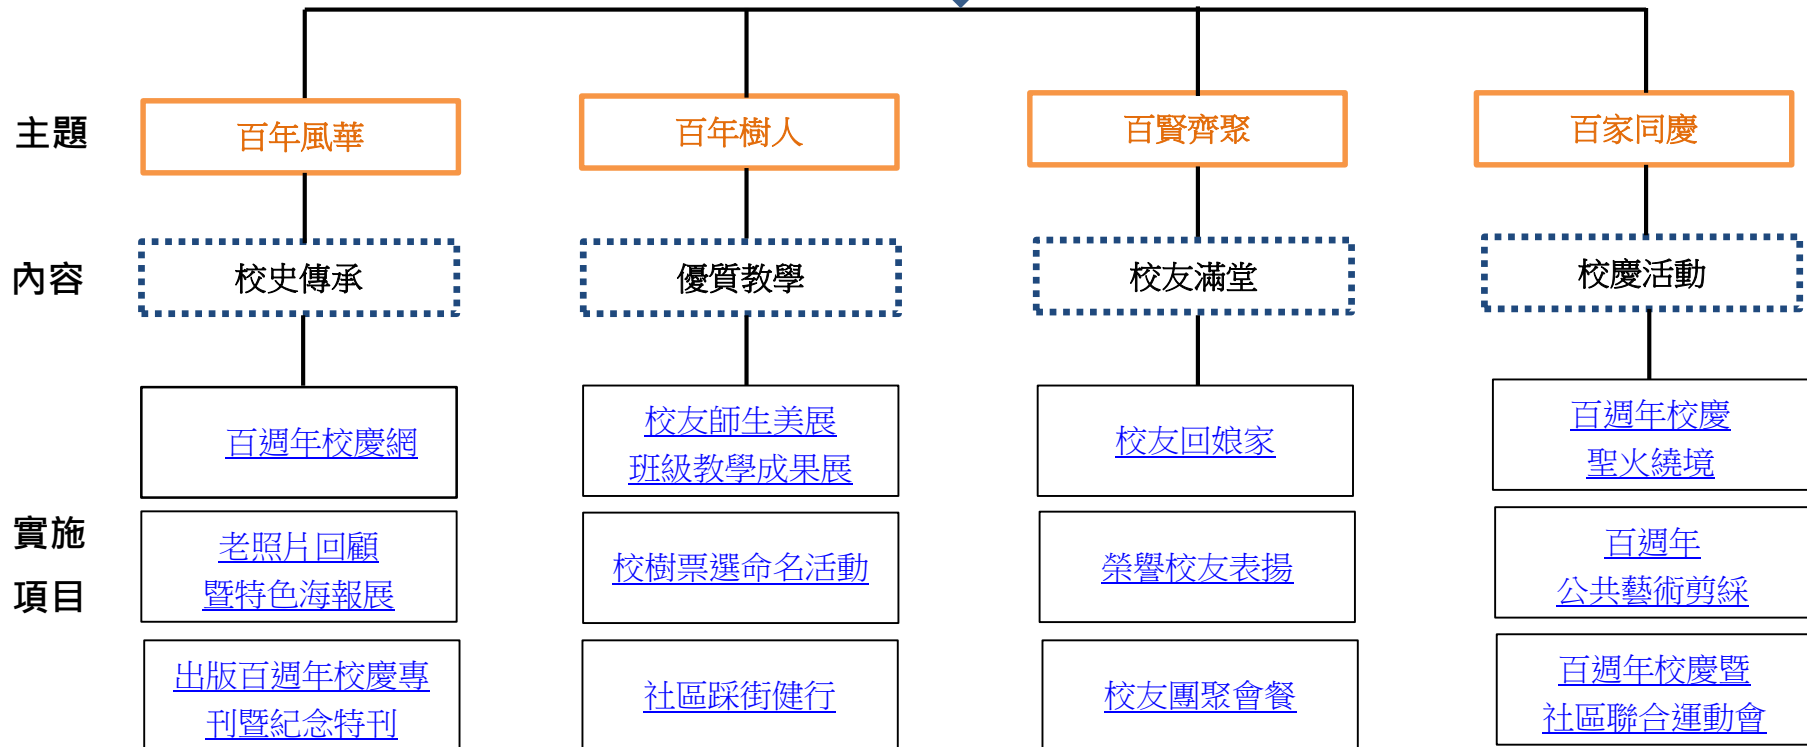 主題
百年風華
百年樹人
百賢齊聚
百家同慶
內容
校史傳承
優質教學
校友滿堂
校慶活動
實施
項目
百週年校慶網
校友師生美展
班級教學成果展
校友回娘家
百週年校慶
聖火繞境
老照片回顧
暨特色海報展
校樹票選命名活動
榮譽校友表揚
百週年
公共藝術剪綵
出版百週年校慶專
刊暨紀念特刊
社區踩街健行
校友團聚會餐
百週年校慶暨
社區聯合運動會